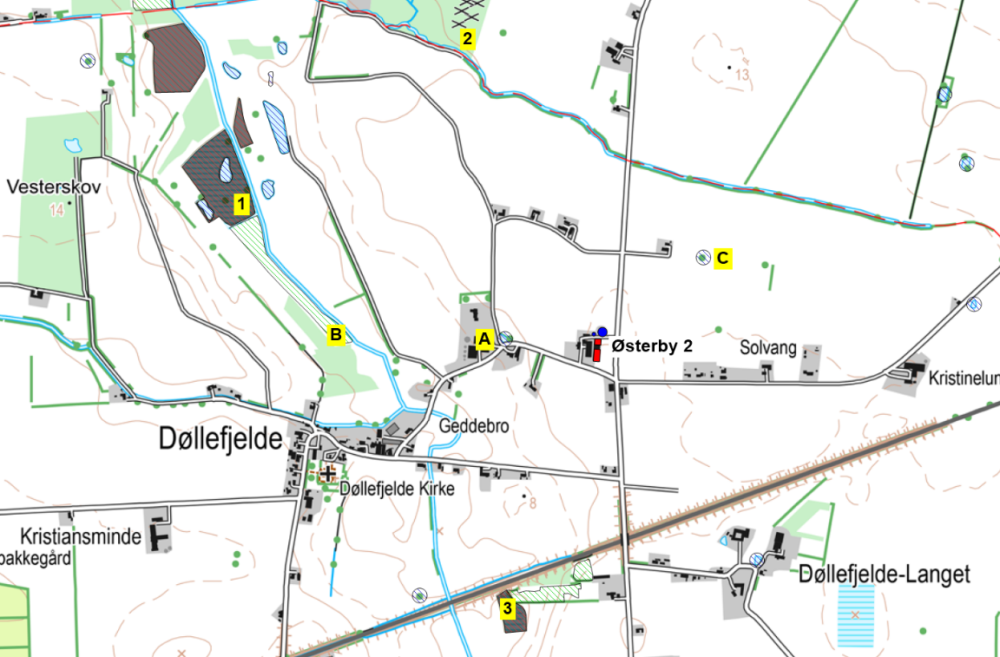 2
13
Vesterskov
14
1
C
B
A
Østerby 2
Solvang
Kristinelun
Geddebro
Døllefjelde
Døllefjelde Kirke
8
Kristiansminde
bakkegård
Døllefjelde-Langet
3